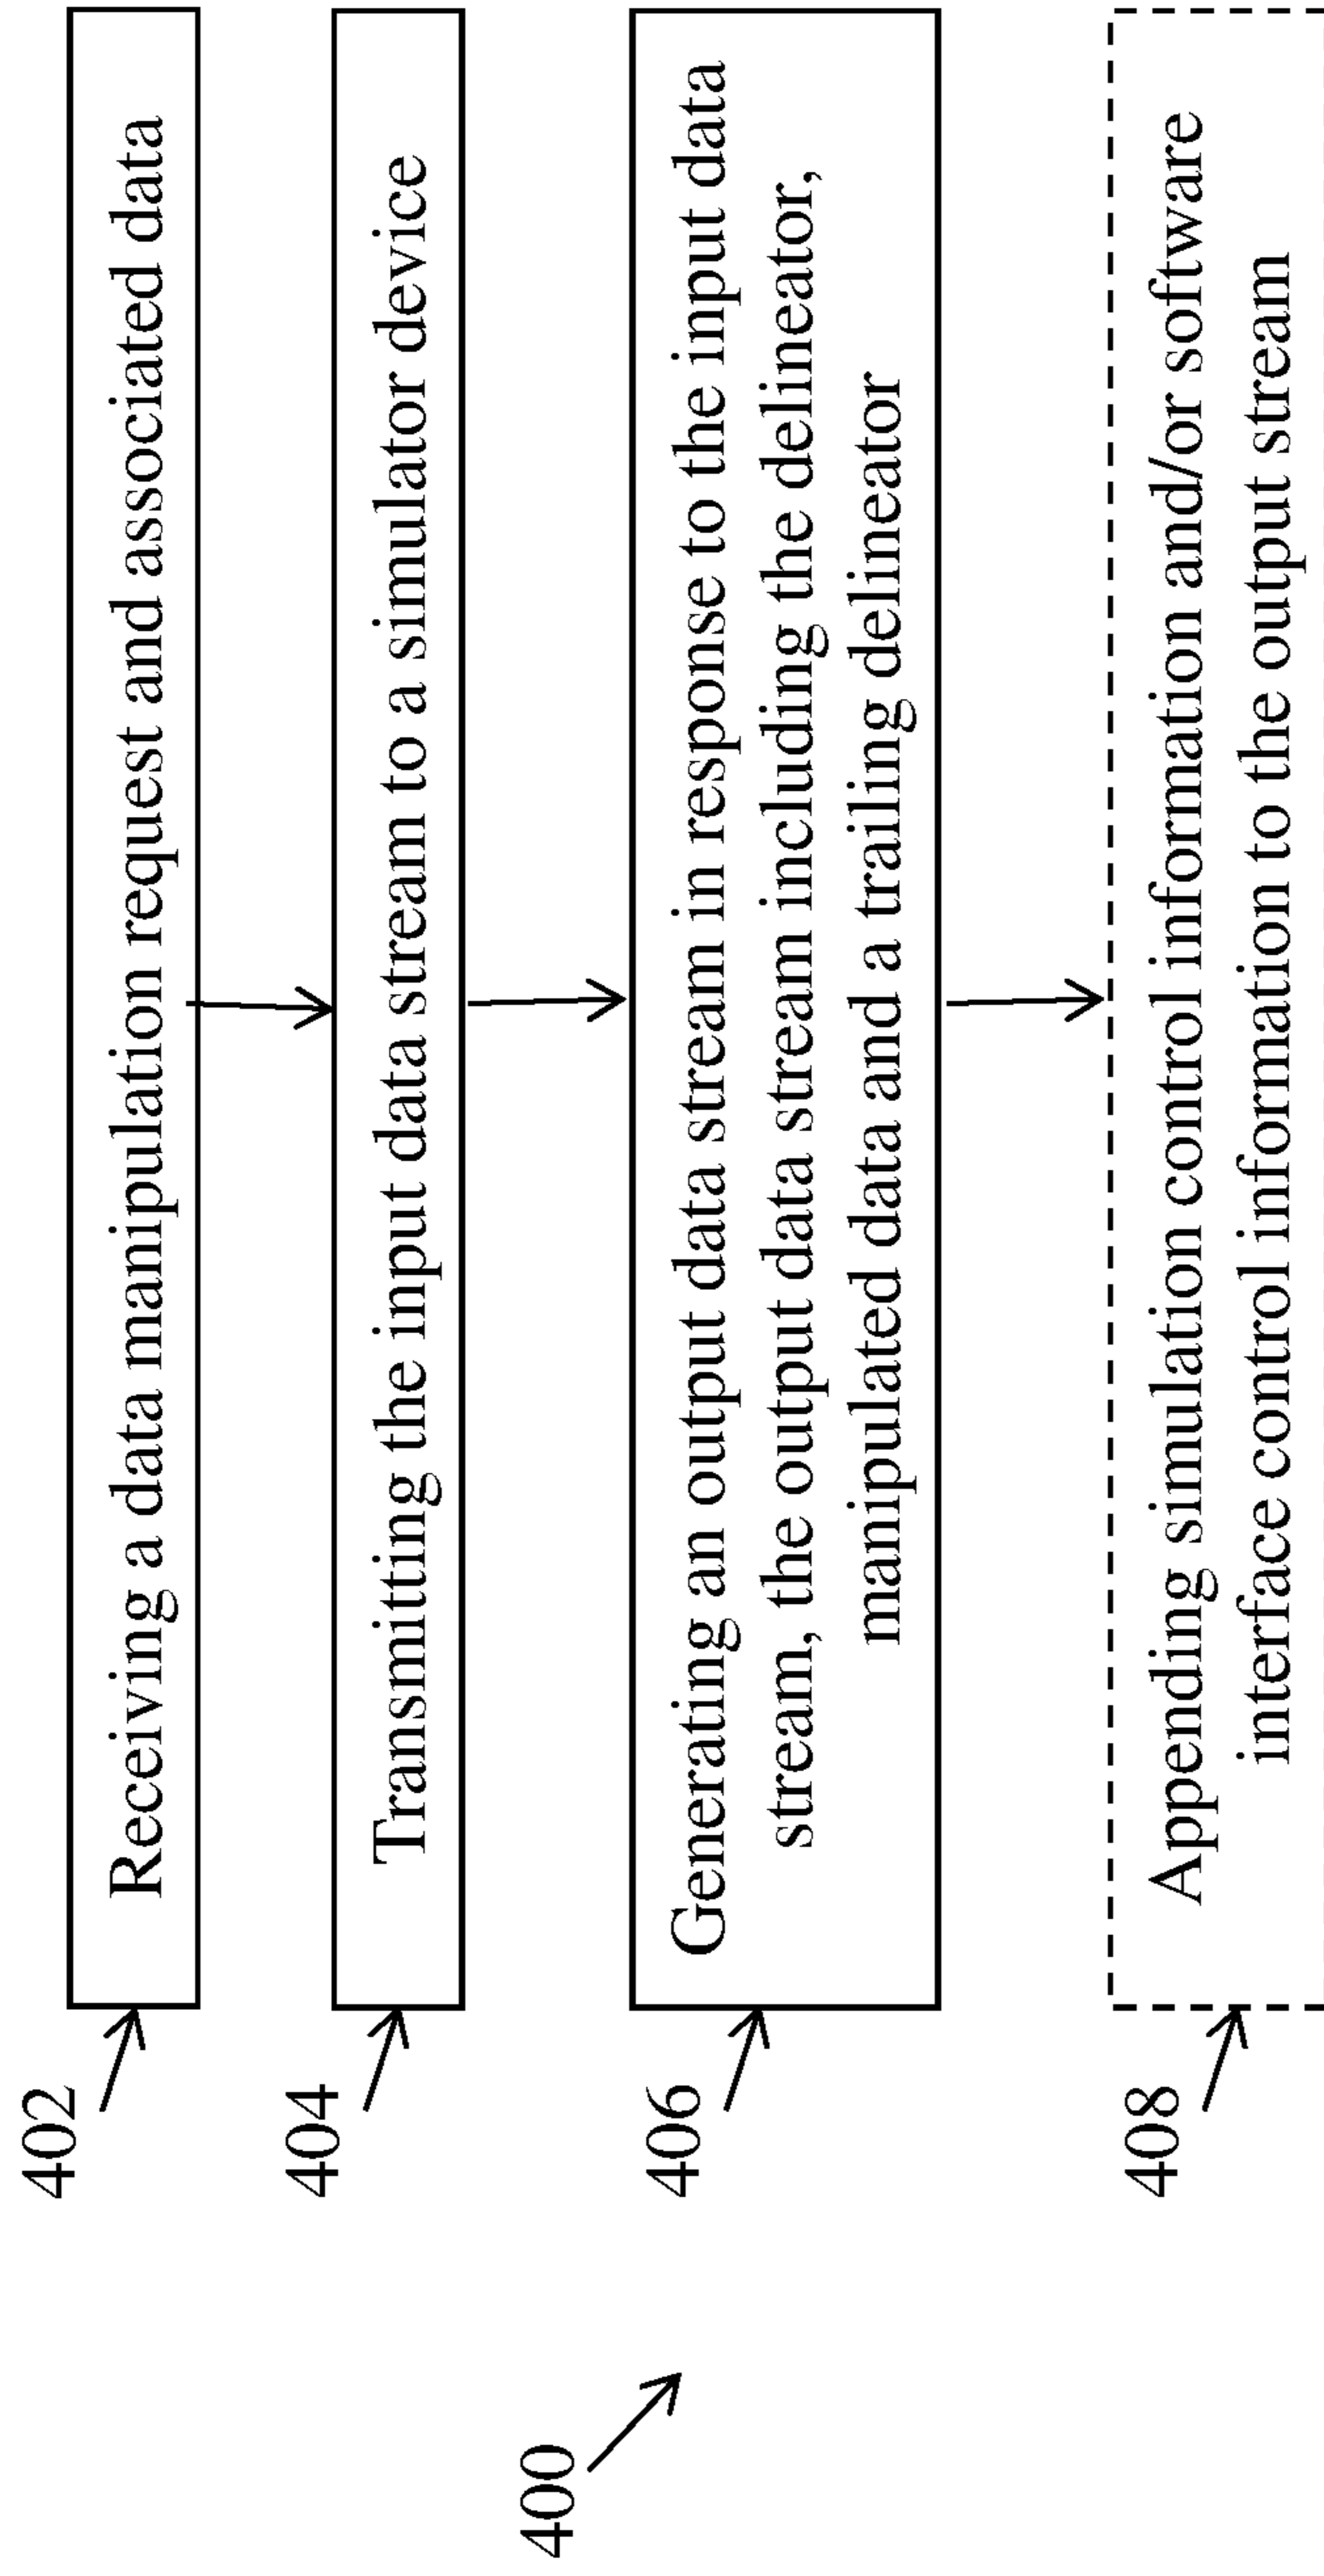 400
402
Receiving a data manipulation request and associated data
404
Transmitting the input data stream to a simulator device
406
Generating an output data stream in response to the input data
stream, the output data stream including the delineator,
manipulated data and a trailing delineator
408
Appending simulation control information and/or software
interface control information to the output stream